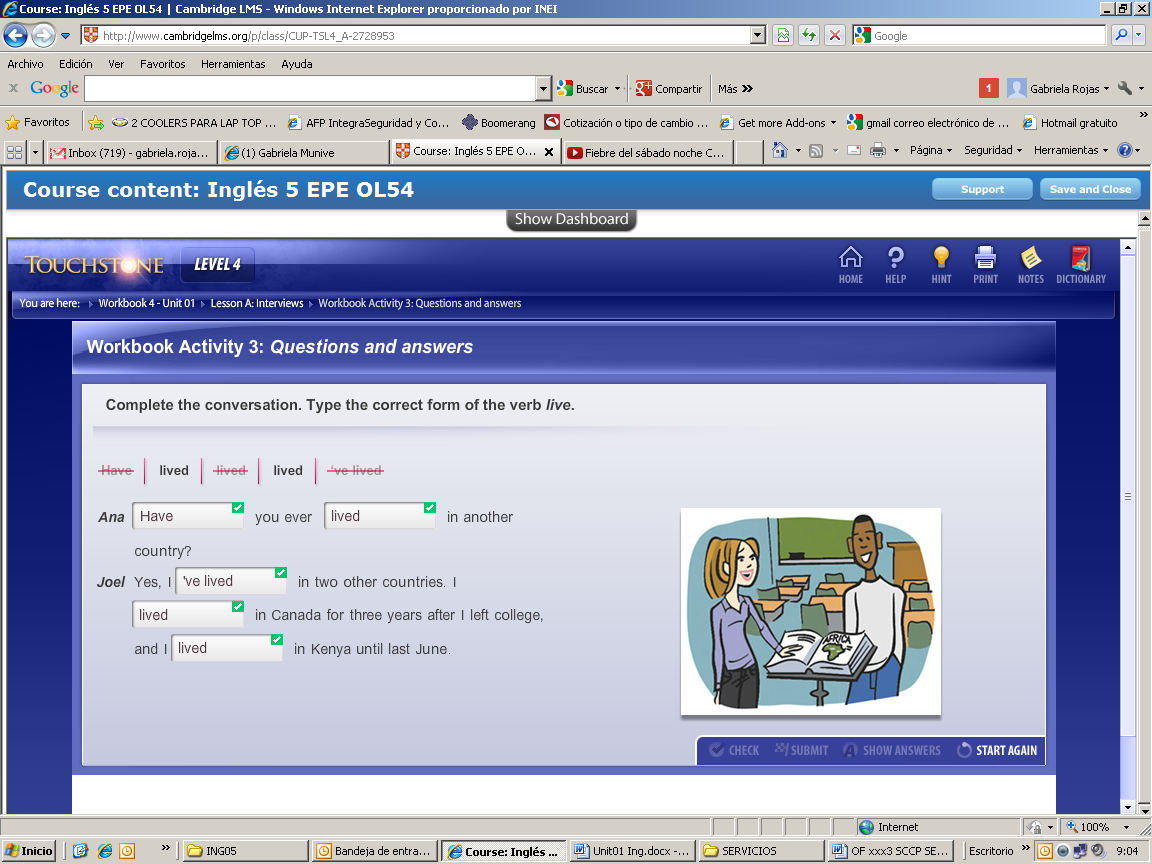 Course: Inglés 5 EPE OL54 | Cambridge LMS - Windows Internet Explorer proporcionado por INEI
http://www.cambridgelms.org/p/class/CUP-TSL4_A-2728953
Google
Archivo Edición Ver Favoritos Herramientas Ayuda
x Google Buscar Compartir Más » 1 Gabriela Rojas
Favoritos 2 COOLERS PARA LAP TOP ... AFP IntegraSeguridad y Co... Boomerang Cotización o tipo de cambio ... Get more Add-ons gmail correo electrónico de ... Hotmail gratuito »
Inbox (719) - gabriela.roja... (1) Gabriela Munive Course: Inglés 5 EPE O... Fiebre del sábado noche C... Página Seguridad Herramientas
Course content: Inglés 5 EPE OL54 Support Save and Close
Show Dashboard
TOUCHSTONE LEVEL 4 HOME HELP HINT PRINT NOTES DICTIONARY
You are here: Workbook 4 - Unit 01 Lesson A: Interviews Workbook Activity 3: Questions and answers
Workbook Activity 3: Questions and answers
Complete the conversation. Type the correct form of the verb live.
Have lived lived lived 've lived
Ana Have you ever lived in another
country?
Joel Yes, I 've lived in two other countries. I
lived in Canada for three years after I left college,
and I lived in Kenya until last June.
AFRICA
CHECK SUBMIT SHOW ANSWERS START AGAIN
Internet 100%
Inicio » ING05 Bandeja de entra... Course: Inglés ... Unit01 Ing.docx -... SERVICIOS OF xxx3 SCCP SE... Escritorio » 9:04